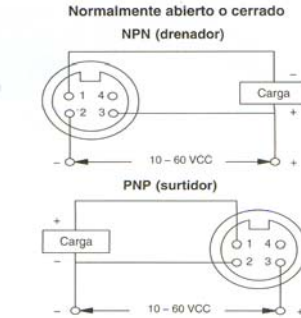 Normalmente abierto o cerrado
NPN (drenador)
1 4
2 3
–
Carga
+
– 10 – 60 VCC +
PNP (surtidor)
+
Carga
–
1 4
2 3
– 10 – 60 VCC +